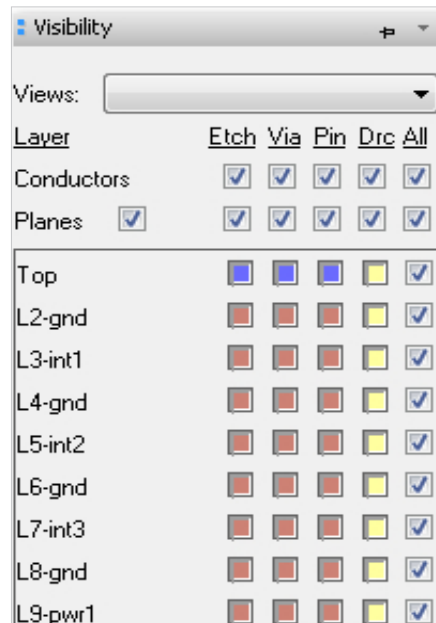 Visibility
Views:
Layer Etch Via Pin Drc All
Conductors
Planes
Top
L2-gnd
L3-int1
L4-gnd
L5-int2
L6-gnd
L7-int3
L8-gnd
L9-pwr1